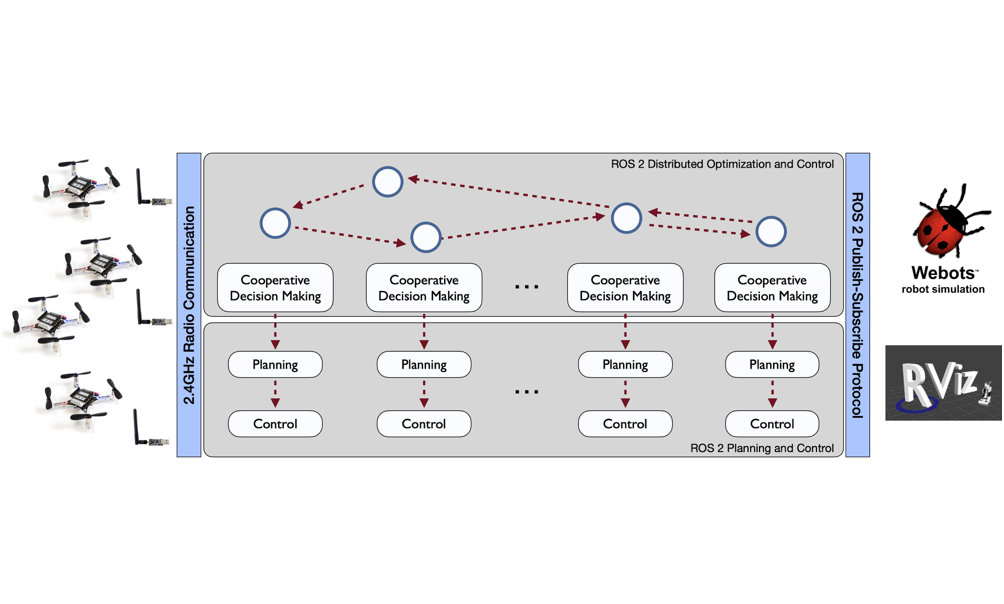 2.4GHz Radio Communication
ROS 2 Distributed Optimization and Control
Cooperative
Decision Making
Cooperative
Decision Making
...
Cooperative
Decision Making
Cooperative
Decision Making
Planning
Planning
Planning
Planning
...
Control
Control
Control
Control
ROS 2 Planning and Control
ROS 2 Publish-Subscribe Protocol
Webots™
robot simulation
RViz